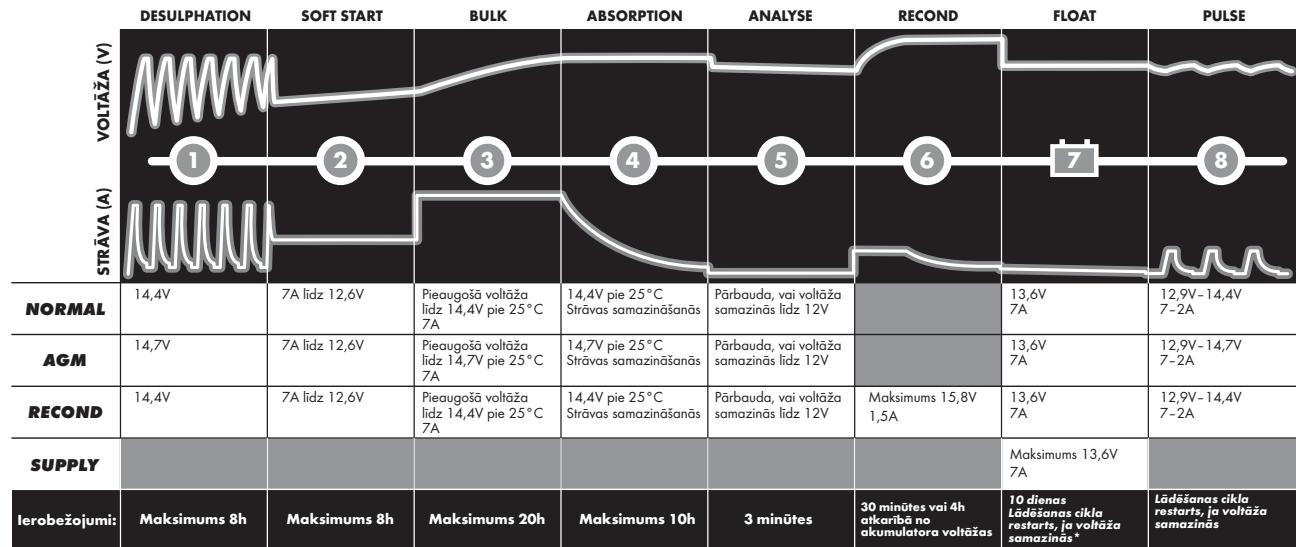 DESULPHATION SOFT START BULK ABSORPTION ANALYSE RECOND FLOAT PULSE
VOLTĀŽA (V)
1 2 3 4 5 6 7 8
STRĀVA (A)
NORMAL
14,4V
7A līdz 12,6V
Pieaugošā voltāža
līdz 14,4V pie 25°C
7A
14,4V pie 25°C
Strāvas samazināšanās
Pārbauda, vai voltāža
samazinās līdz 12V
13,6V
7A
12,9V–14,4V
7–2A
AGM
14,7V
7A līdz 12,6V
Pieaugošā voltāža
līdz 14,7V pie 25°C
7A
14,7V pie 25°C
Strāvas samazināšanās
Pārbauda, vai voltāža
samazinās līdz 12V
13,6V
7A
12,9V–14,7V
7–2A
RECOND
14,4V
7A līdz 12,6V
Pieaugošā voltāža
līdz 14,4V pie 25°C
7A
14,4V pie 25°C
Strāvas samazināšanās
Pārbauda, vai voltāža
samazinās līdz 12V
Maksimums 15,8V
1,5A
13,6V
7A
12,9V–14,4V
7–2A
SUPPLY
Maksimums 13,6V
7A
Ierobežojumi:
Maksimums 8h
Maksimums 8h
Maksimums 20h
Maksimums 10h
3 minūtes
30 minūtes vai 4h
atkarībā no
akumulatora voltāžas
10 dienas
Lādēšanas cikla
restarts, ja voltāža
samazinās*
Lādēšanas cikla
restarts, ja voltāža
samazinās